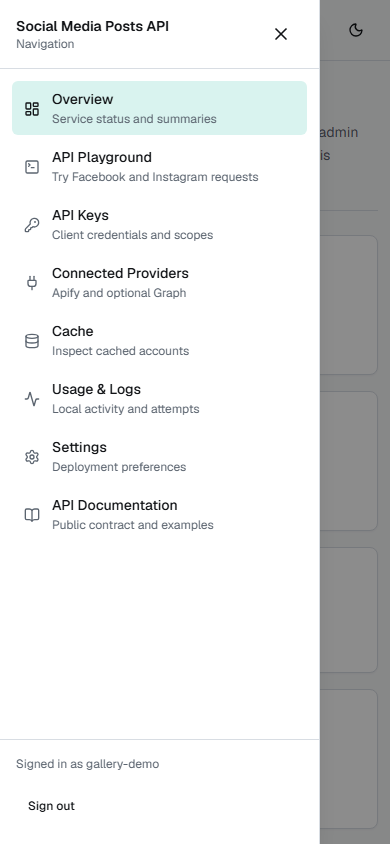 Social Media Posts API
Navigation
Overview
Service status and summaries
API Playground
Try Facebook and Instagram requests
API Keys
Client credentials and scopes
Connected Providers
Apify and optional Graph
Cache
Inspect cached accounts
Usage & Logs
Local activity and attempts
Settings
Deployment preferences
API Documentation
Public contract and examples
Signed in as gallery-demo
Sign out
admin
is